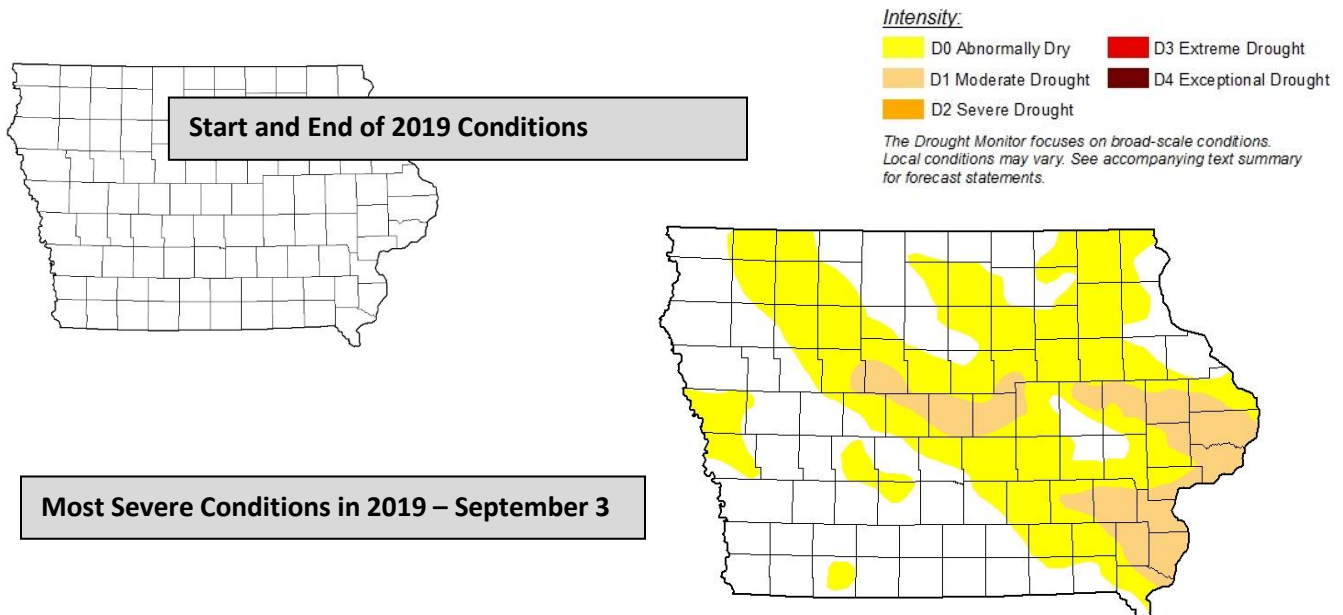 Intensity:
D0 Abnormally Dry
D3 Extreme Drought
D1 Moderate Drought
D4 Exceptional Drought
D2 Severe Drought
The Drought Monitor focuses on broad-scale conditions.
Local conditions may vary. See accompanying text summary
for forecast statements.
Start and End of 2019 Conditions
Most Severe Conditions in 2019 – September 3